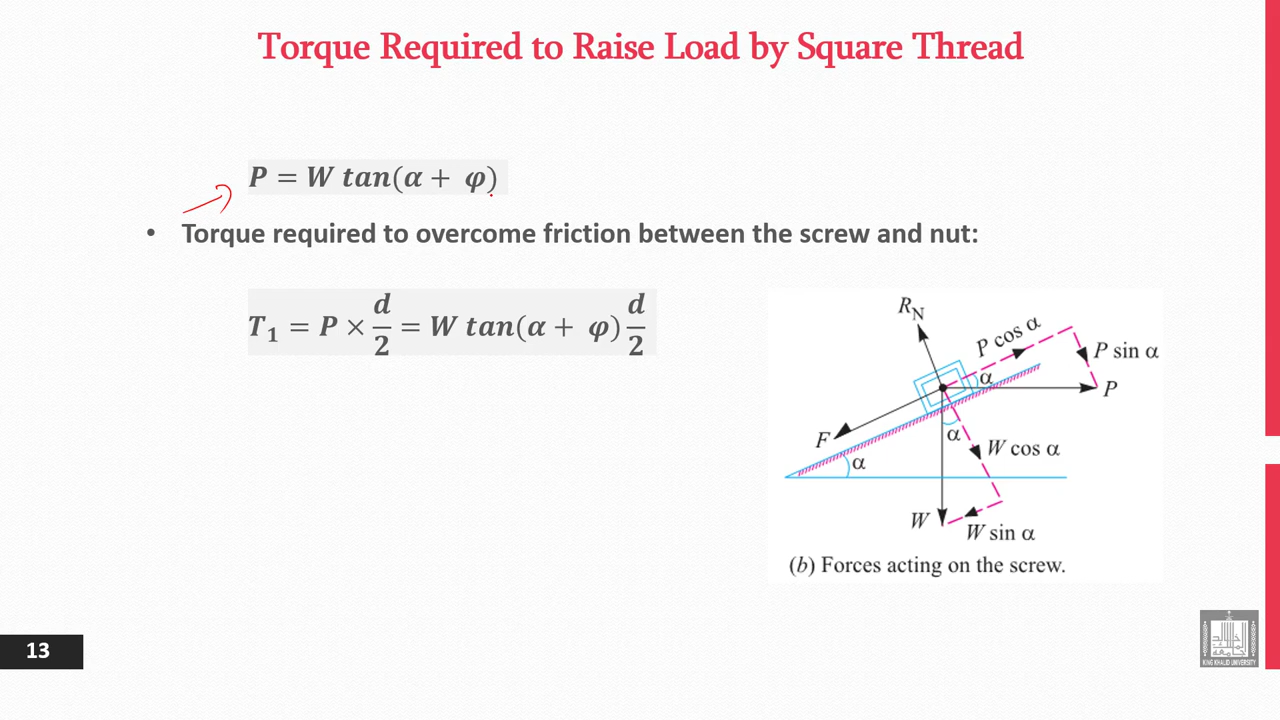 Torque Required to Raise Load by Square Thread
P = W tan(α + φ)
• Torque required to overcome friction between the screw and nut:
T₁ = P × d/2 = W tan(α + φ) d/2
R_N
P cos α
P sin α
α
P
F
α
W cos α
α
W
W sin α
(b) Forces acting on the screw.
13
KING KHALID UNIVERSITY